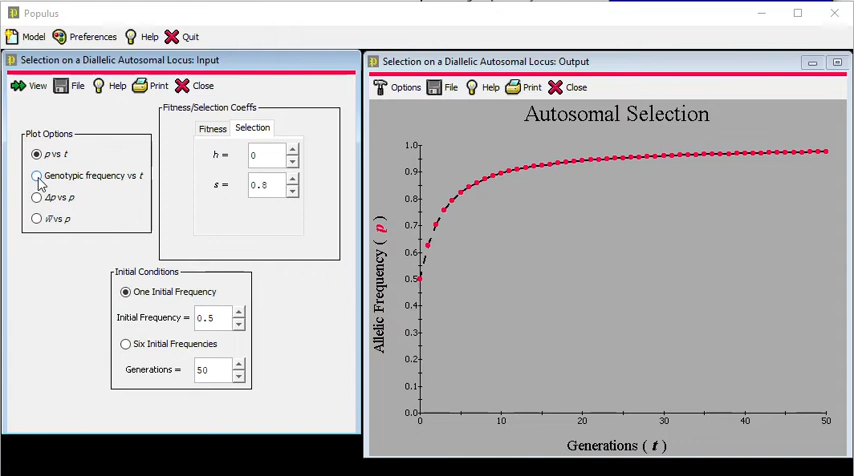 Populus
Model Preferences Help Quit
Selection on a Diallelic Autosomal Locus: Input
View File Help Print Close
Plot Options
p vs t
Genotypic frequency vs t
Δp vs p
w̄ vs p
Fitness/Selection Coeffs
Fitness Selection
h = 0
s = 0.8
Initial Conditions
One Initial Frequency
Initial Frequency = 0.5
Six Initial Frequencies
Generations = 50
Selection on a Diallelic Autosomal Locus: Output
Options File Help Print Close
Autosomal Selection
Allelic Frequency ( p )
1.0
0.9
0.8
0.7
0.6
0.5
0.4
0.3
0.2
0.1
0.0
0 10 20 30 40 50
Generations ( t )